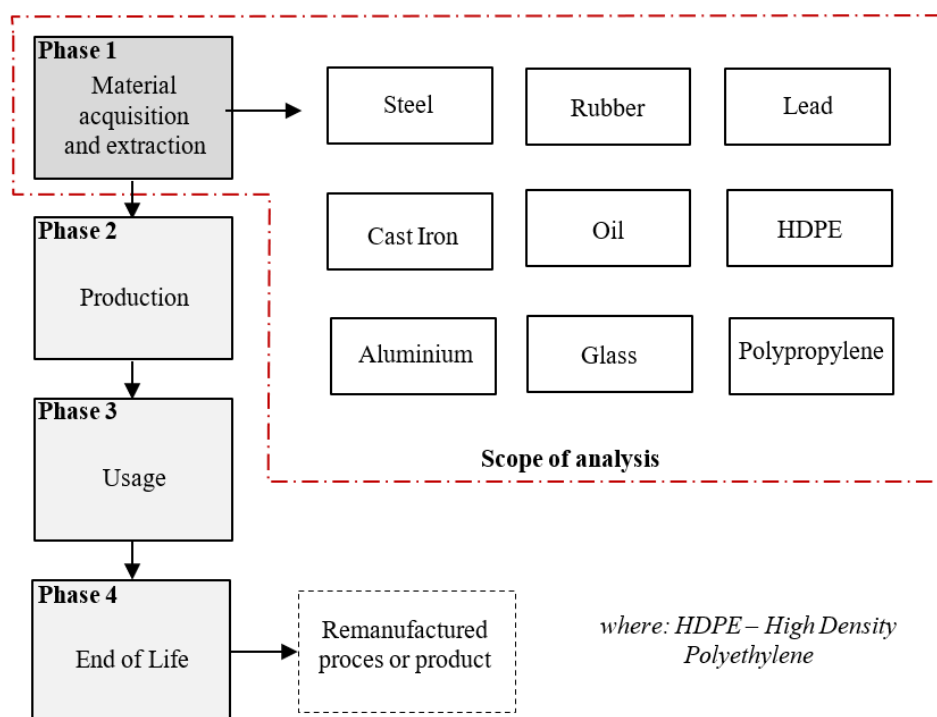 Phase 1
Material
acquisition
and extraction
Steel
Rubber
Lead
Cast Iron
Oil
HDPE
Aluminium
Glass
Polypropylene
Scope of analysis
Phase 2
Production
Phase 3
Usage
Phase 4
End of Life
Remanufactured
proces or product
where: HDPE – High Density
Polyethylene